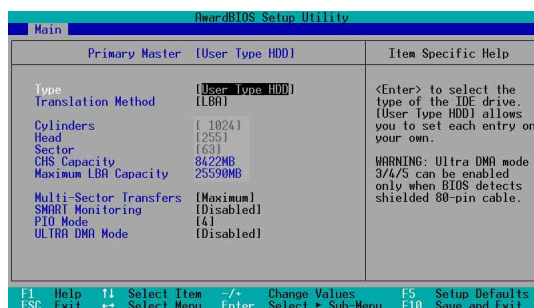 AwardBIOS Setup Utility
Main
Primary Master [User Type HDD]
Item Specific Help
Type [User Type HDD]
Translation Method [LBA]
Cylinders [ 1024]
Head [255]
Sector [63]
CHS Capacity 8422MB
Maximum LBA Capacity 25590MB
Multi-Sector Transfers [Maximum]
SMART Monitoring [Disabled]
PIO Mode [4]
ULTRA DMA Mode [Disabled]
<Enter> to select the
type of the IDE drive.
[User Type HDD] allows
you to set each entry on
your own.
WARNING: Ultra DMA mode
3/4/5 can be enabled
only when BIOS detects
shielded 80-pin cable.
F1 Help ↑↓ Select Item -/+ Change Values F5 Setup Defaults
ESC Exit ↔ Select Menu Enter Select ► Sub-Menu F10 Save and Exit